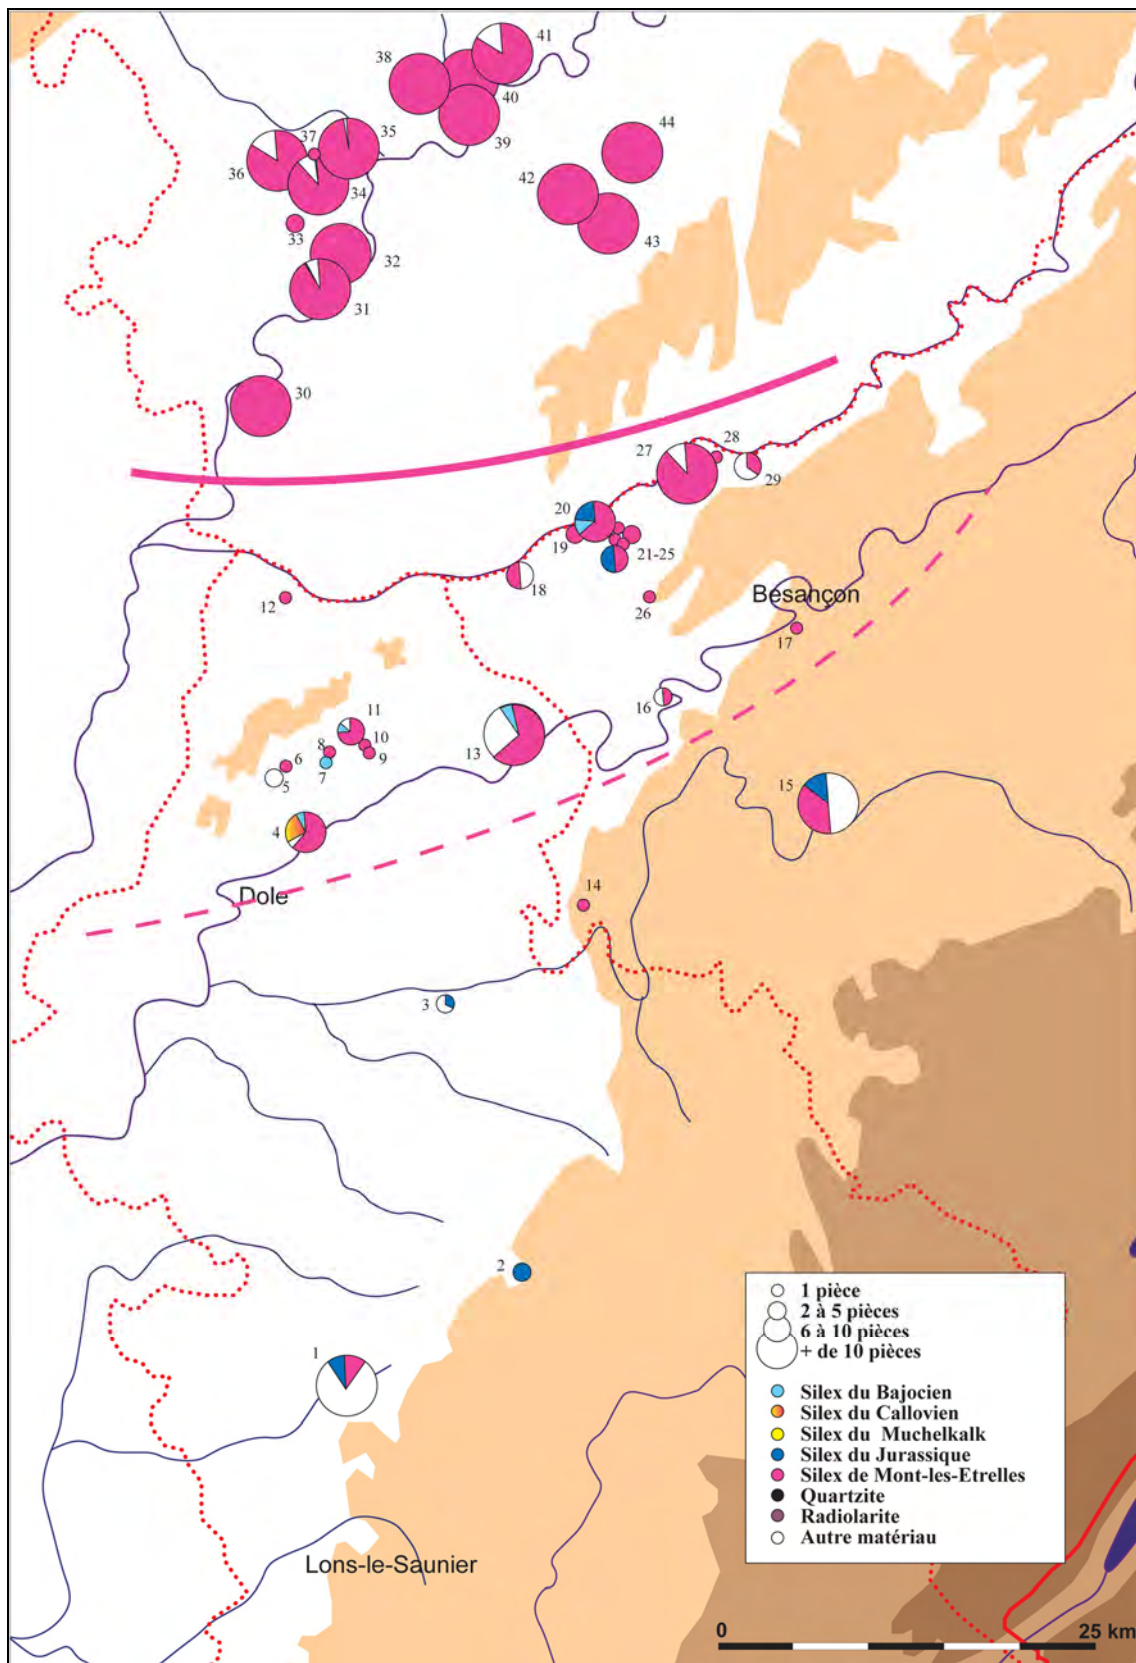 41
38
40
35
37
39
44
36
42
34
33
43
32
31
30
27
28
29
20
19
21-25
18
12
26
Besançon
17
16
11
13
10
8
9
6
7
5
15
4
Dole
14
3
2
1
1 pièce
2 à 5 pièces
6 à 10 pièces
+ de 10 pièces
Silex du Bajocien
Silex du Callovien
Silex du Muchelkalk
Silex du Jurassique
Silex de Mont-les-Etrelles
Quartzite
Radiolarite
Autre matériau
Lons-le-Saunier
0 25 km